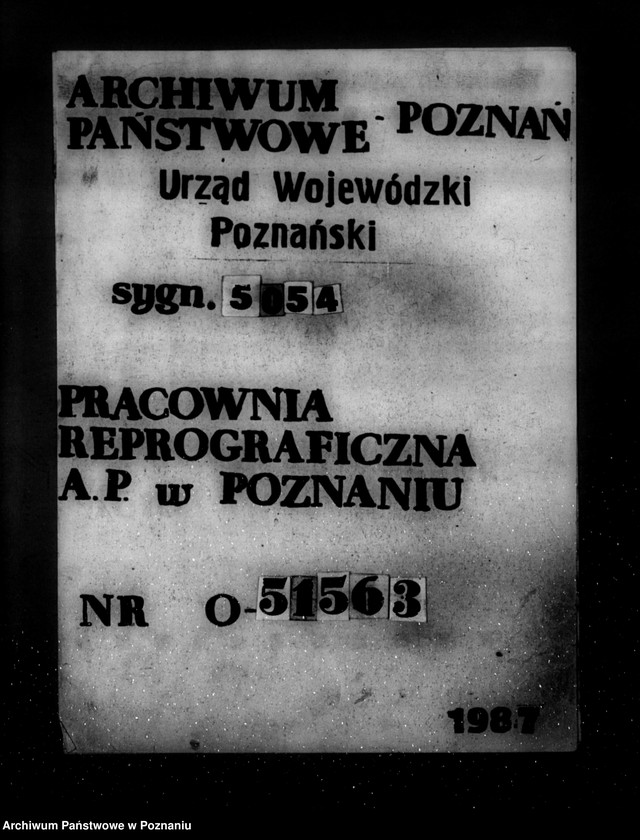 ARCHIWUM
PAŃSTWOWE - POZNAŃ
Urząd Wojewódzki
Poznański
sygn. 5054
PRACOWNIA
REPROGRAFICZNA
A.P. w POZNANIU
NR O-51563
1987
Archiwum Państwowe w Poznaniu